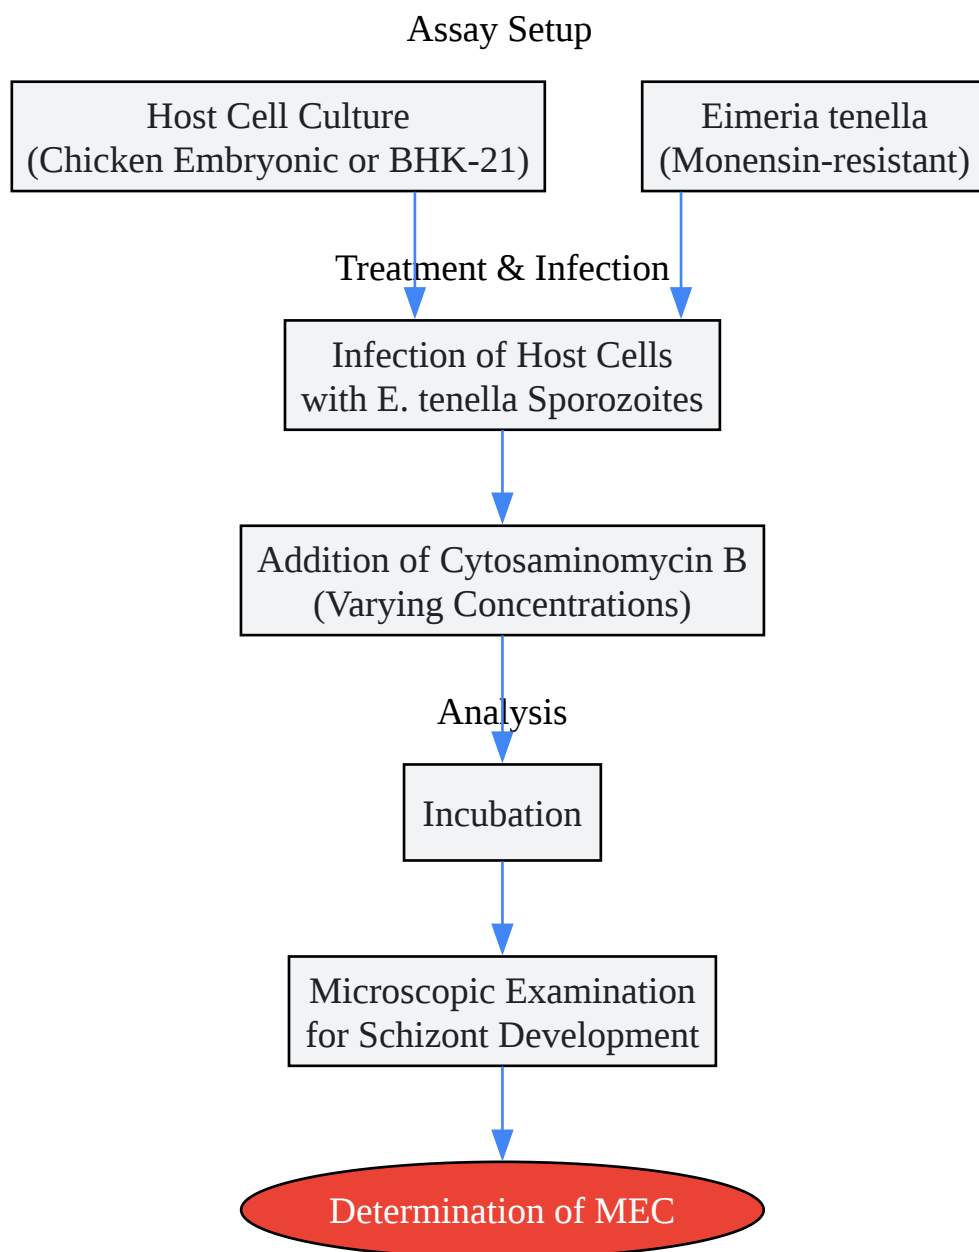 Assay Setup
Host Cell Culture
(Chicken Embryonic or BHK-21)
Eimeria tenella
(Monensin-resistant)
Treatment & Infection
Infection of Host Cells
with E. tenella Sporozoites
Addition of Cytosaminomycin B
(Varying Concentrations)
Analysis
Incubation
Microscopic Examination
for Schizont Development
Determination of MEC